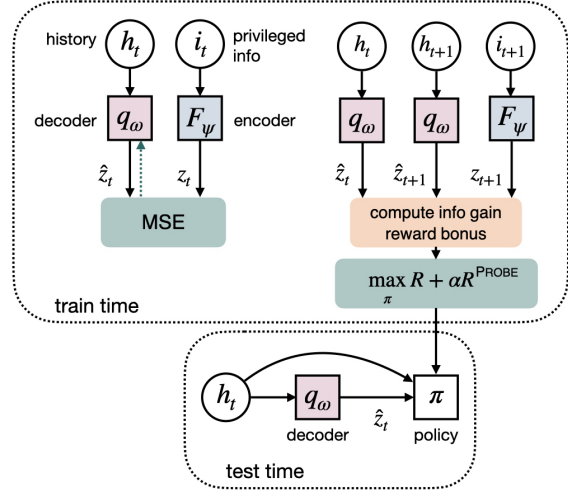 history
h_t
i_t
privileged
info
h_t
h_{t+1}
i_{t+1}
decoder
q_ω
F_ψ
encoder
q_ω
q_ω
F_ψ
ẑ_t
z_t
ẑ_t
ẑ_{t+1}
z_{t+1}
MSE
compute info gain
reward bonus
max_π R + αR^{PROBE}
train time
h_t
q_ω
ẑ_t
π
decoder
policy
test time